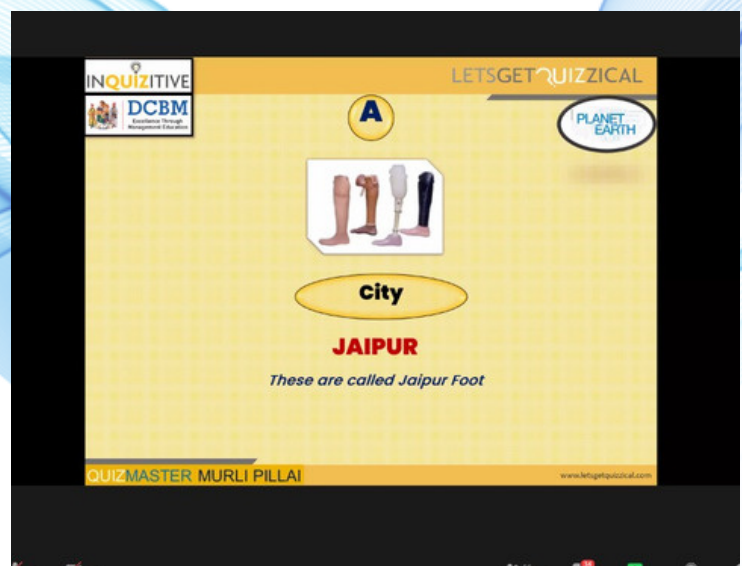 INQUIZITIVE
LETSGETQUIZZICAL
DCBM
Excellence Through
Management Education
A
PLANET
EARTH
City
JAIPUR
These are called Jaipur Foot
QUIZMASTER MURLI PILLAI
www.letsgetquizzical.com